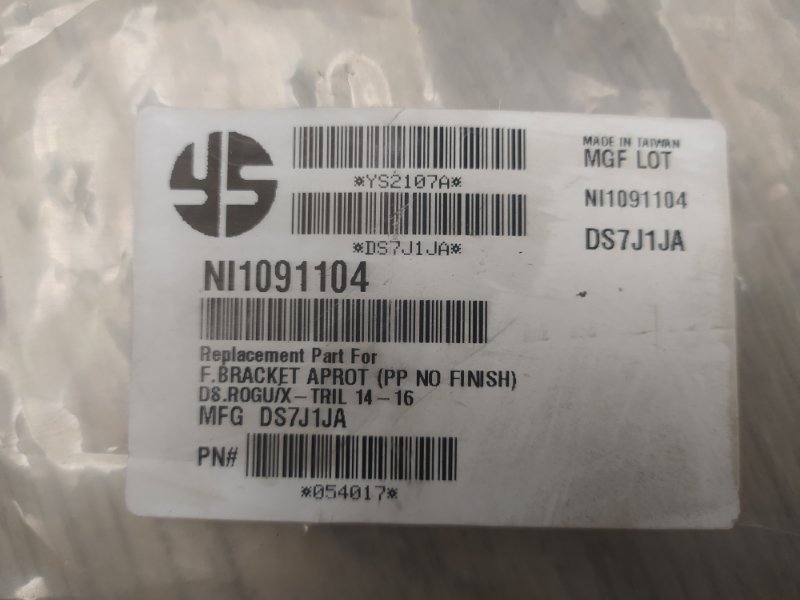 YS
*YS2107A*
*DS7J1JA*
MADE IN TAIWAN
MGF LOT
NI1091104
DS7J1JA
NI1091104
Replacement Part For
F.BRACKET APROT (PP NO FINISH)
DS.ROGU/X-TRIL 14-16
MFG DS7J1JA
PN#
*054017*